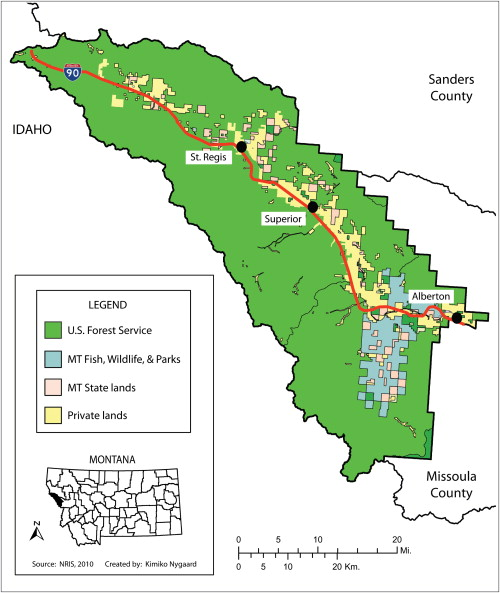 90
Sanders
County
IDAHO
St. Regis
Superior
Alberton
LEGEND
U.S. Forest Service
MT Fish, Wildlife, & Parks
MT State lands
Private lands
MONTANA
N
Source: NRIS, 2010 Created by: Kimiko Nygaard
Missoula
County
0 10 20
Mi.
0 5 10 20 Km.